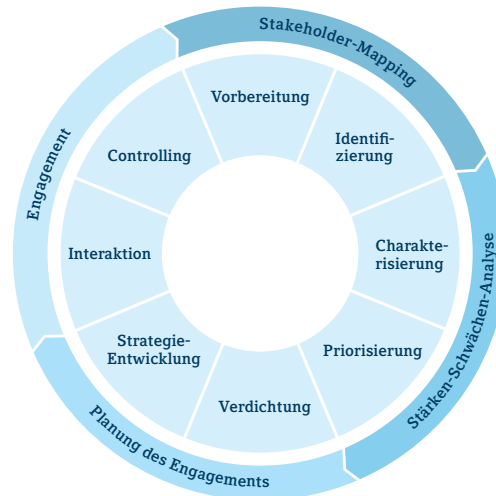 Stakeholder-Mapping
Vorbereitung
Identifi-
zierung
Stärken-Schwächen-Analyse
Charakte-
risierung
Priorisierung
Planung des Engagements
Verdichtung
Strategie-
Entwicklung
Engagement
Interaktion
Controlling